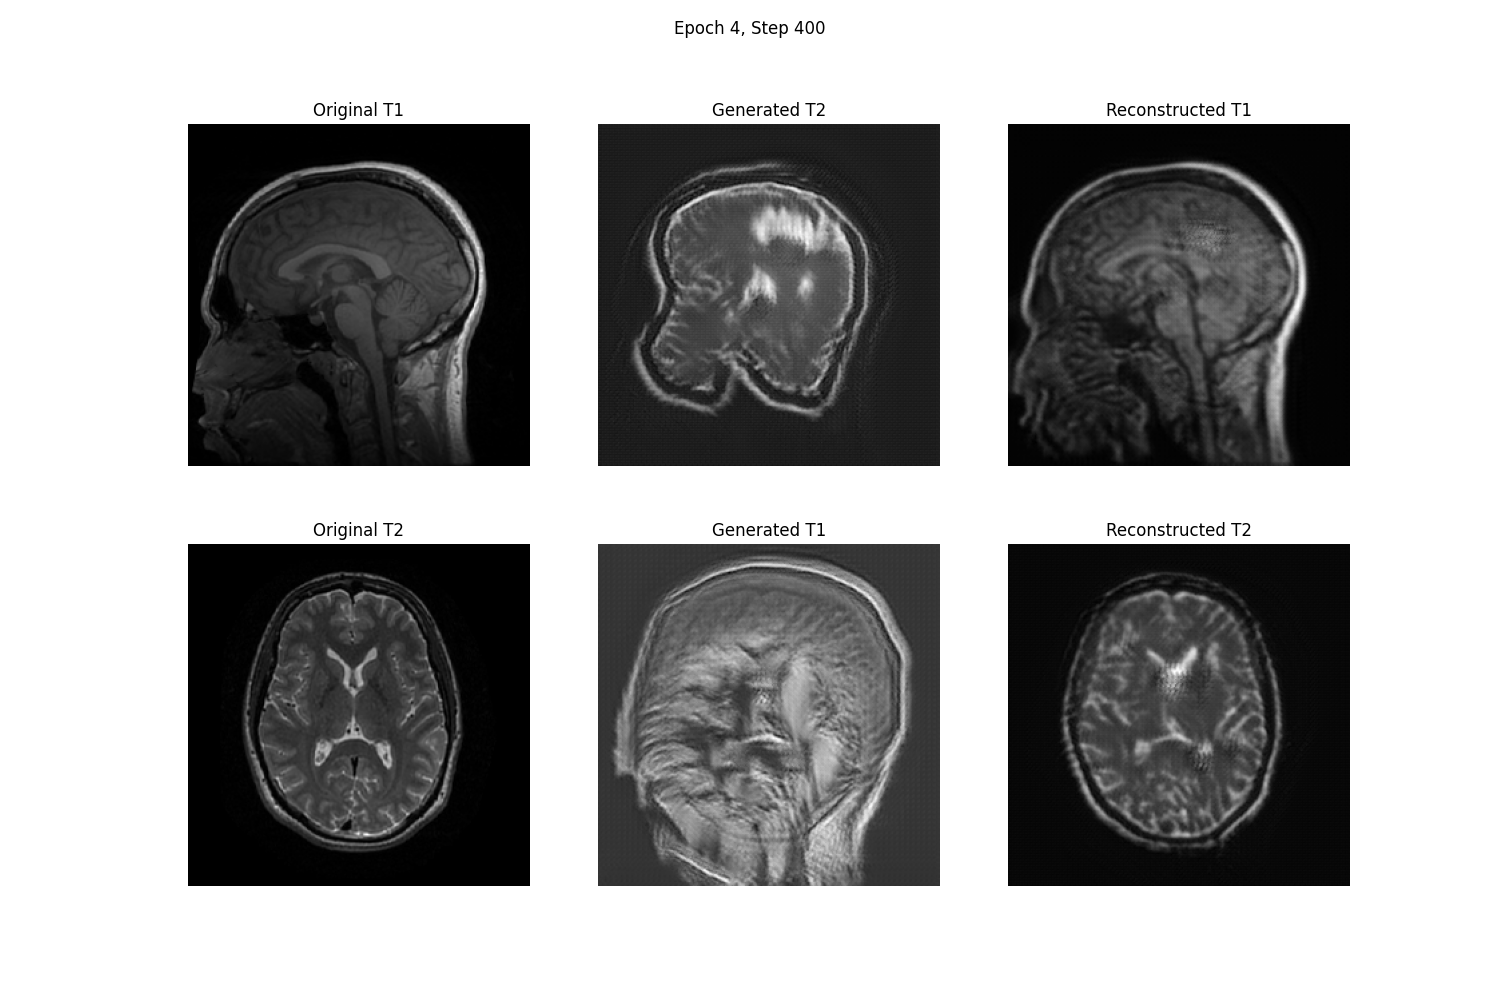 Epoch 4, Step 400
Original T1
Generated T2
Reconstructed T1
Original T2
Generated T1
Reconstructed T2